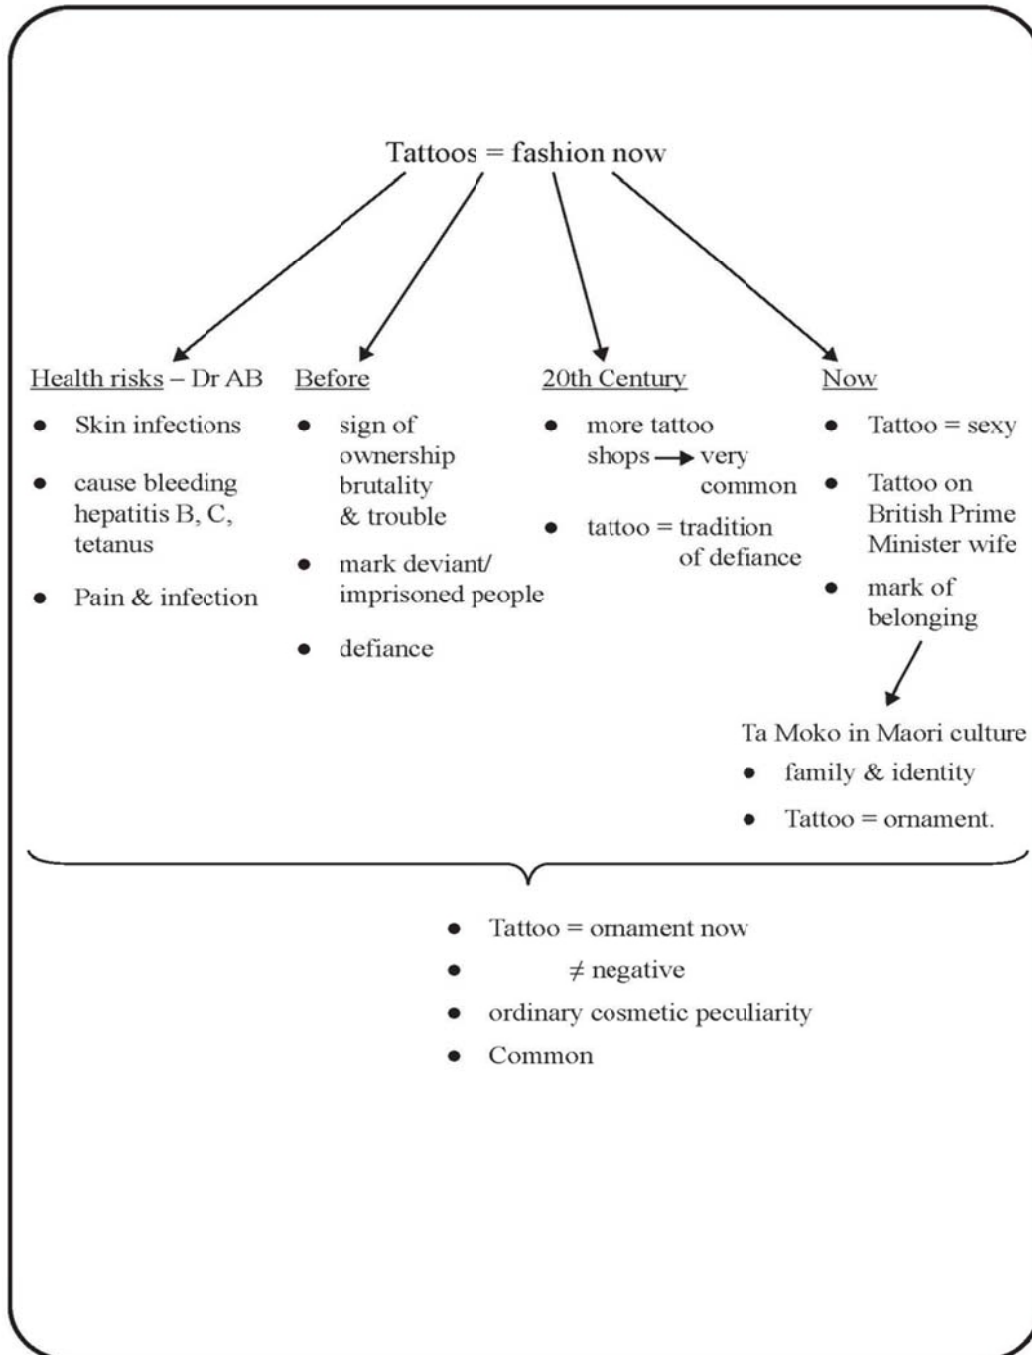 Tattoos = fashion now
Health risks – Dr AB
● Skin infections
● cause bleeding
hepatitis B, C,
tetanus
● Pain & infection
Before
● sign of
ownership
brutality
& trouble
● mark deviant/
imprisoned people
● defiance
20th Century
● more tattoo
shops → very
common
● tattoo = tradition
of defiance
Now
● Tattoo = sexy
● Tattoo on
British Prime
Minister wife
● mark of
belonging
Ta Moko in Maori culture
● family & identity
● Tattoo = ornament.
● Tattoo = ornament now
● ≠ negative
● ordinary cosmetic peculiarity
● Common